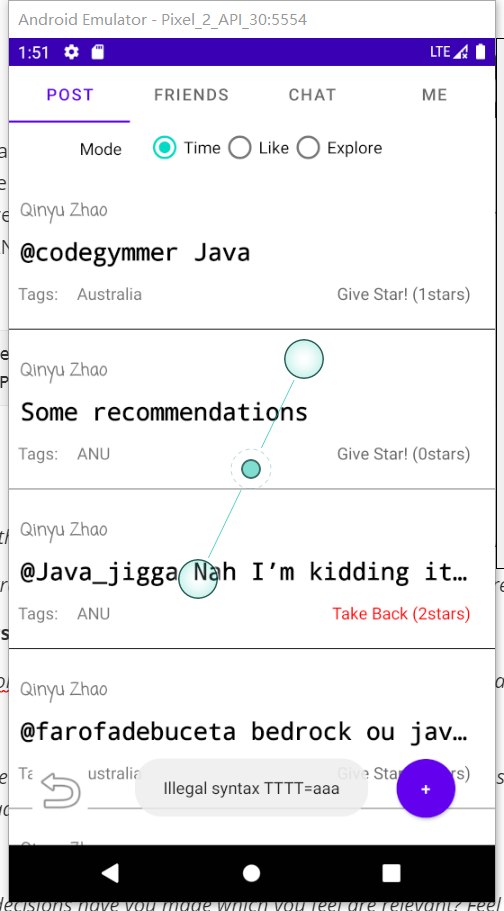 Android Emulator - Pixel_2_API_30:5554
1:51 LTE
POST FRIENDS CHAT ME
Mode Time Like Explore
Qinyu Zhao
@codegymmer Java
Tags: Australia Give Star! (1stars)
Qinyu Zhao
Some recommendations
Tags: ANU Give Star! (0stars)
Qinyu Zhao
@Java_jigga Nah I'm kidding it…
Tags: ANU Take Back (2stars)
Qinyu Zhao
@farofadebuceta bedrock ou jav…
ustralia Give Sta
Illegal syntax TTTT=aaa
+
decisions have you made which you feel are relevant? Feel